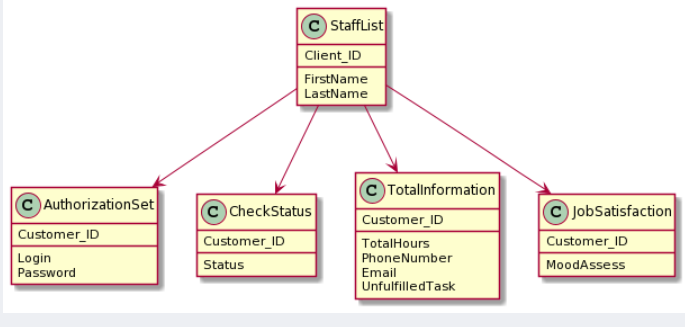 C StaffList
Client_ID
FirstName
LastName
C AuthorizationSet
Customer_ID
Login
Password
C CheckStatus
Customer_ID
Status
C TotalInformation
Customer_ID
TotalHours
PhoneNumber
Email
UnfulfilledTask
C JobSatisfaction
Customer_ID
MoodAssess